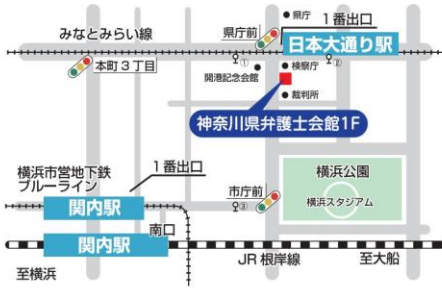 県庁
県庁前
1番出口
みなとみらい線
日本大通り駅
①
②
本町3丁目
開港記念会館
検察庁
裁判所
神奈川県弁護士会館1F
横浜市営地下鉄
ブルーライン
1番出口
横浜公園
市庁前
横浜スタジアム
関内駅
③
南口
関内駅
至横浜
JR根岸線
至大船